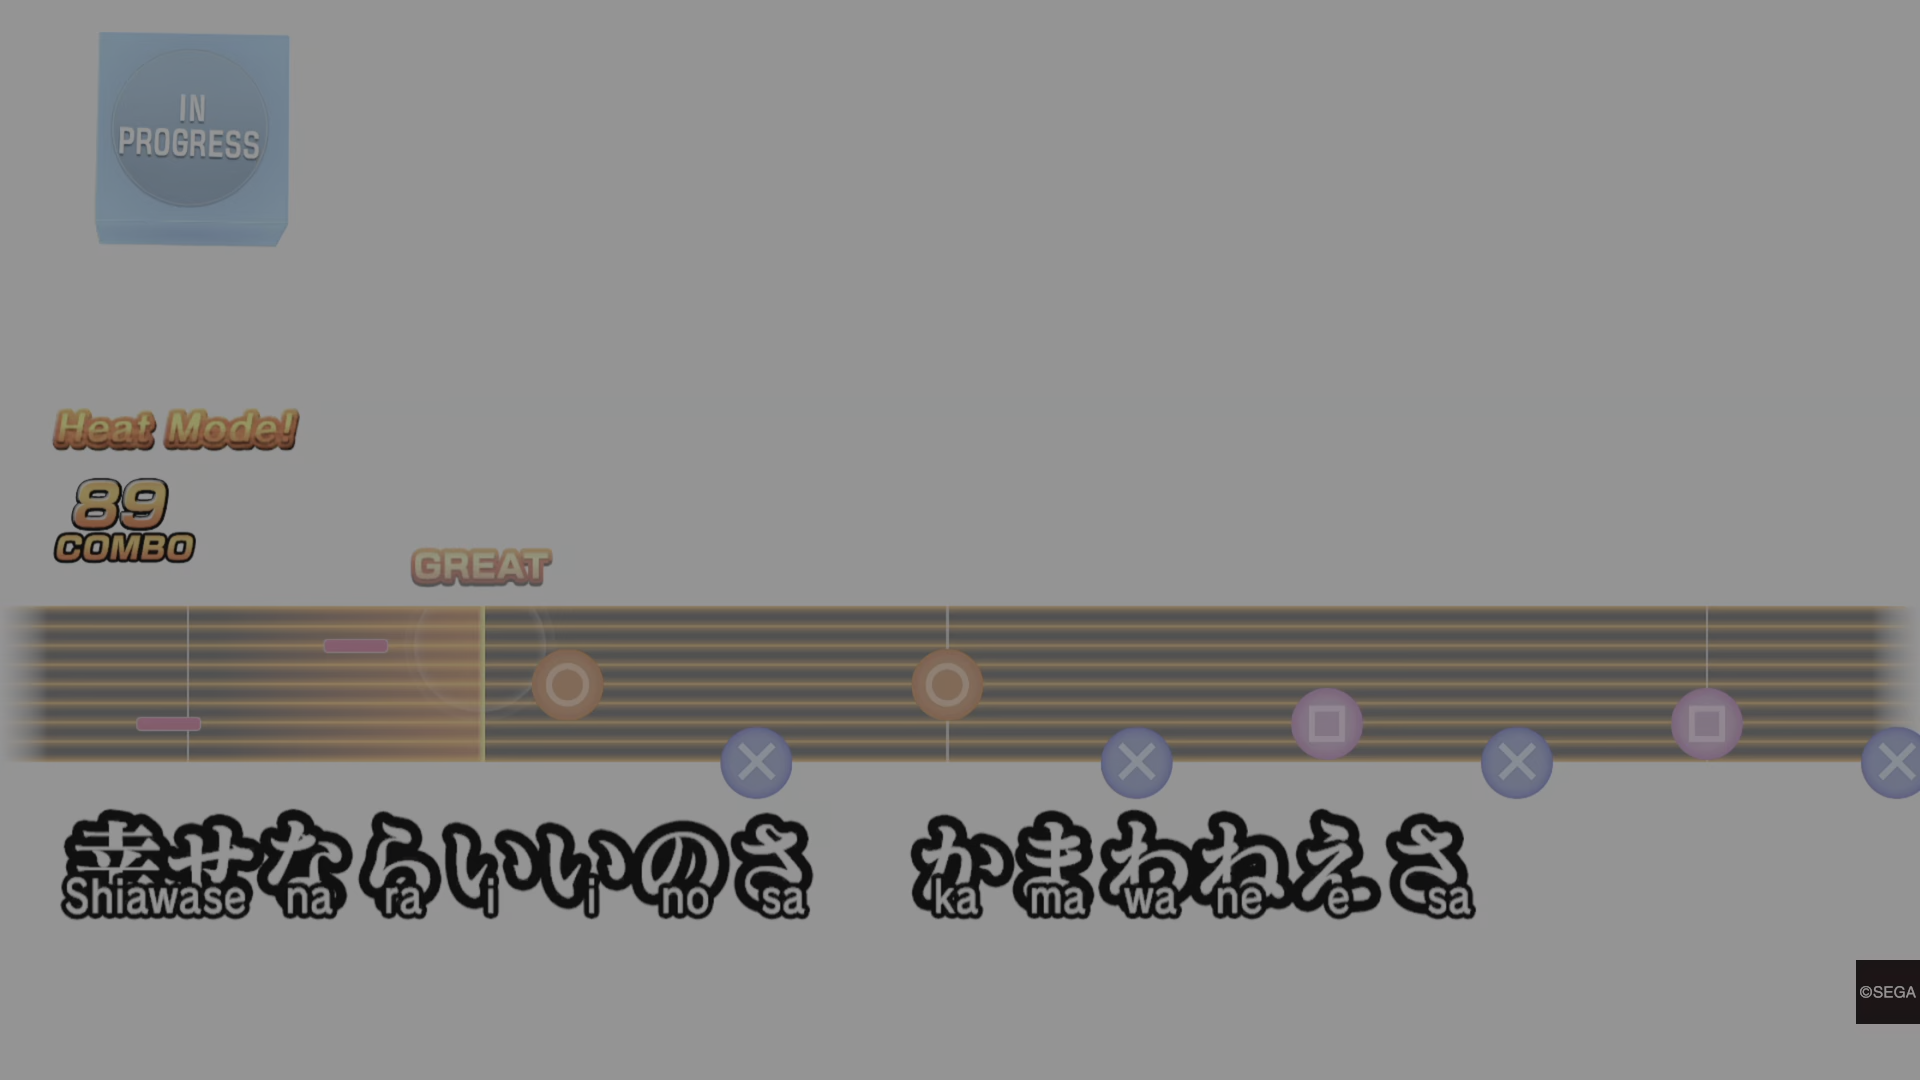 IN
PROGRESS
Heat Mode!
89
COMBO
GREAT
幸せならいいのさ かまわねえさ
Shiawase na ra i i no sa ka ma wa ne e sa
©SEGA